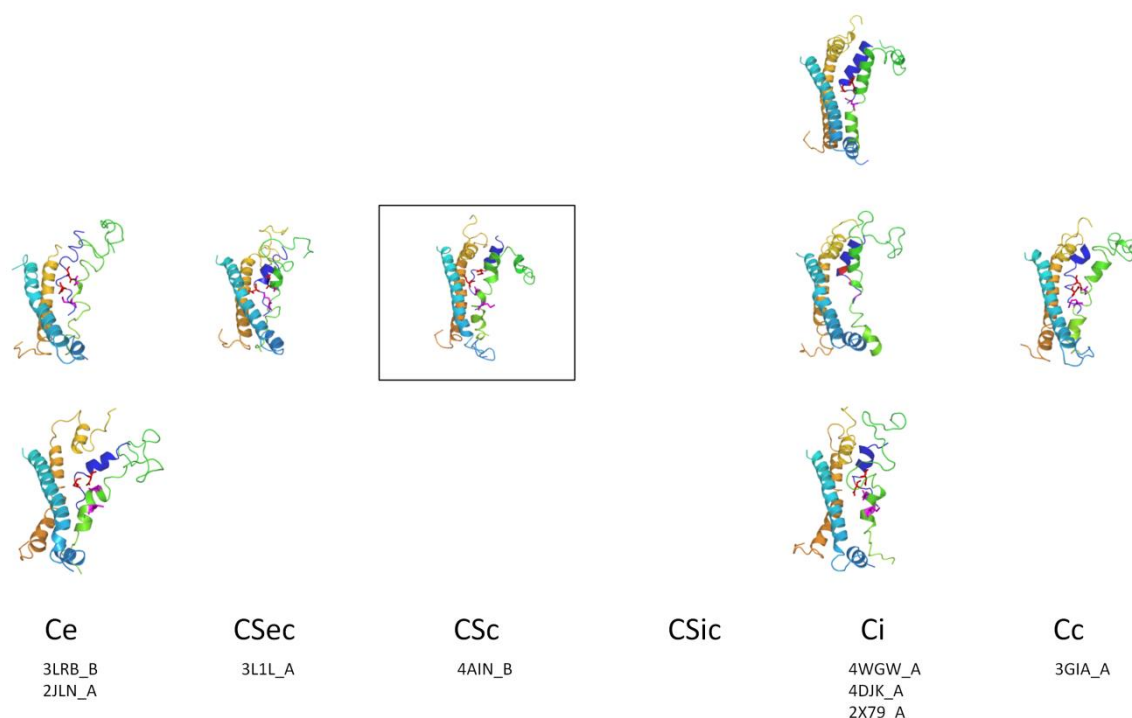 Ce CSec CSc CSic Ci Cc
3LRB_B 3L1L_A 4AIN_B 4WGW_A 3GIA_A
2JLN_A 4DJK_A
2X79_A